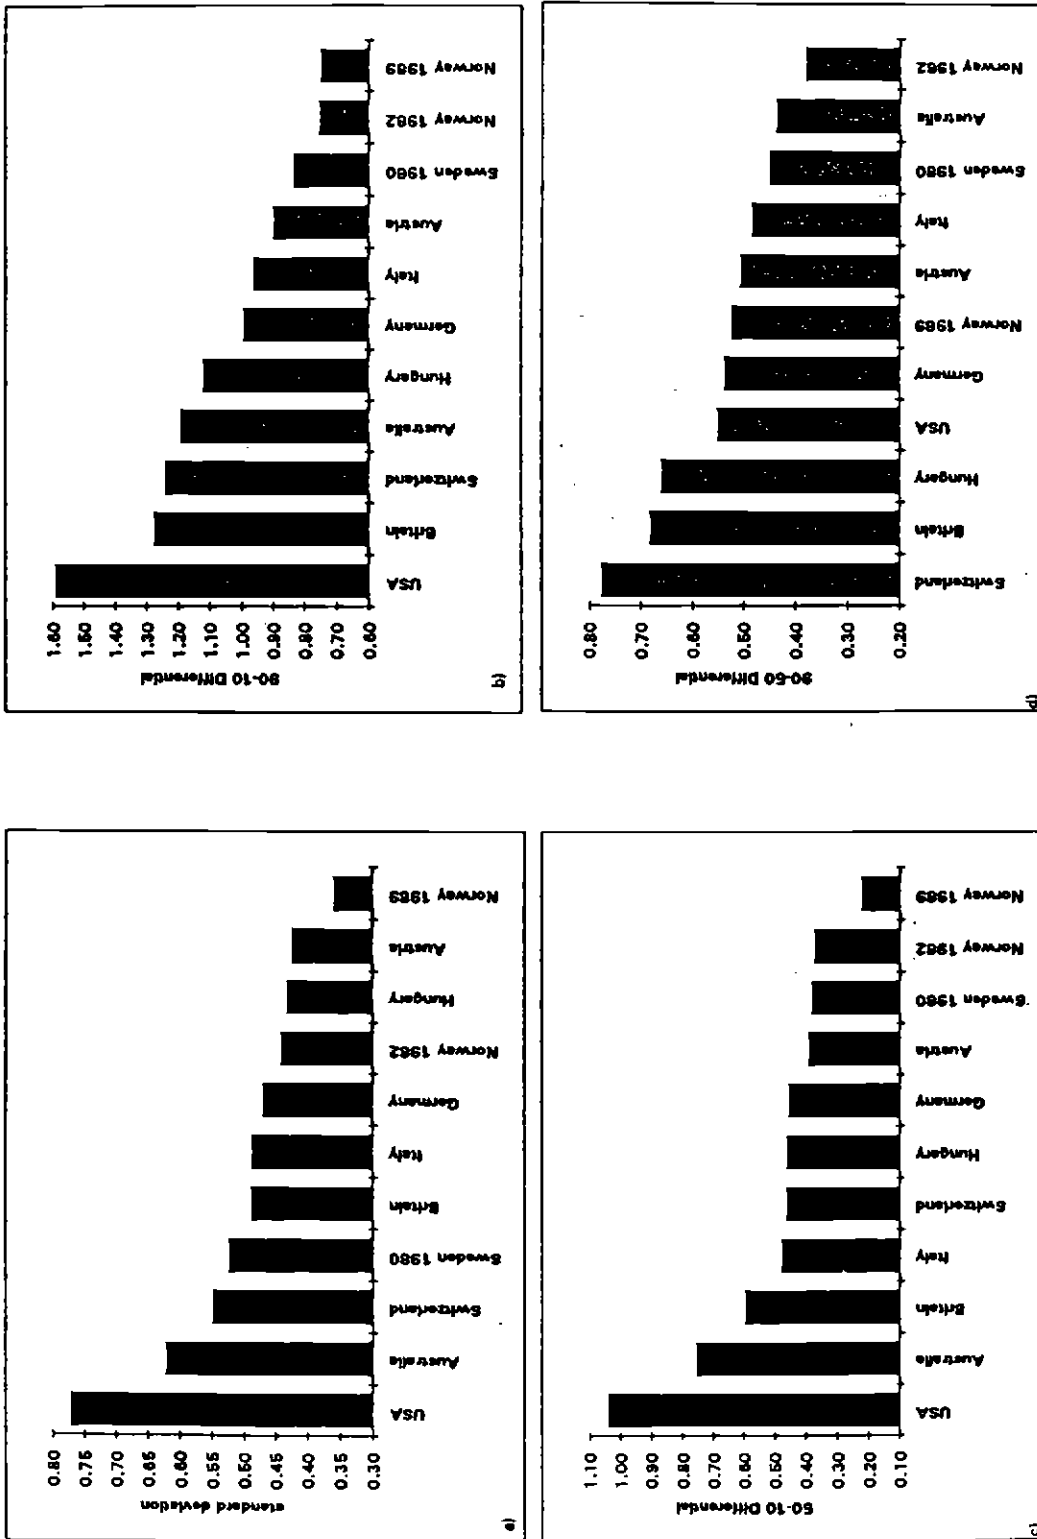 a)
standard deviation
0.80
0.75
0.70
0.65
0.60
0.55
0.50
0.45
0.40
0.35
0.30
USA
Australia
Switzerland
Sweden 1980
Britain
Italy
Germany
Norway 1982
Hungary
Austria
Norway 1989
b)
90-10 Differential
1.60
1.50
1.40
1.30
1.20
1.10
1.00
0.90
0.80
0.70
0.60
USA
Britain
Switzerland
Australia
Hungary
Germany
Italy
Austria
Sweden 1980
Norway 1982
Norway 1989
c)
50-10 Differential
1.10
1.00
0.90
0.80
0.70
0.60
0.50
0.40
0.30
0.20
0.10
USA
Australia
Britain
Italy
Switzerland
Hungary
Germany
Austria
Sweden 1980
Norway 1982
Norway 1989
d)
90-50 Differential
0.80
0.70
0.60
0.50
0.40
0.30
0.20
Switzerland
Britain
Hungary
USA
Germany
Norway 1989
Austria
Italy
Sweden 1980
Australia
Norway 1982